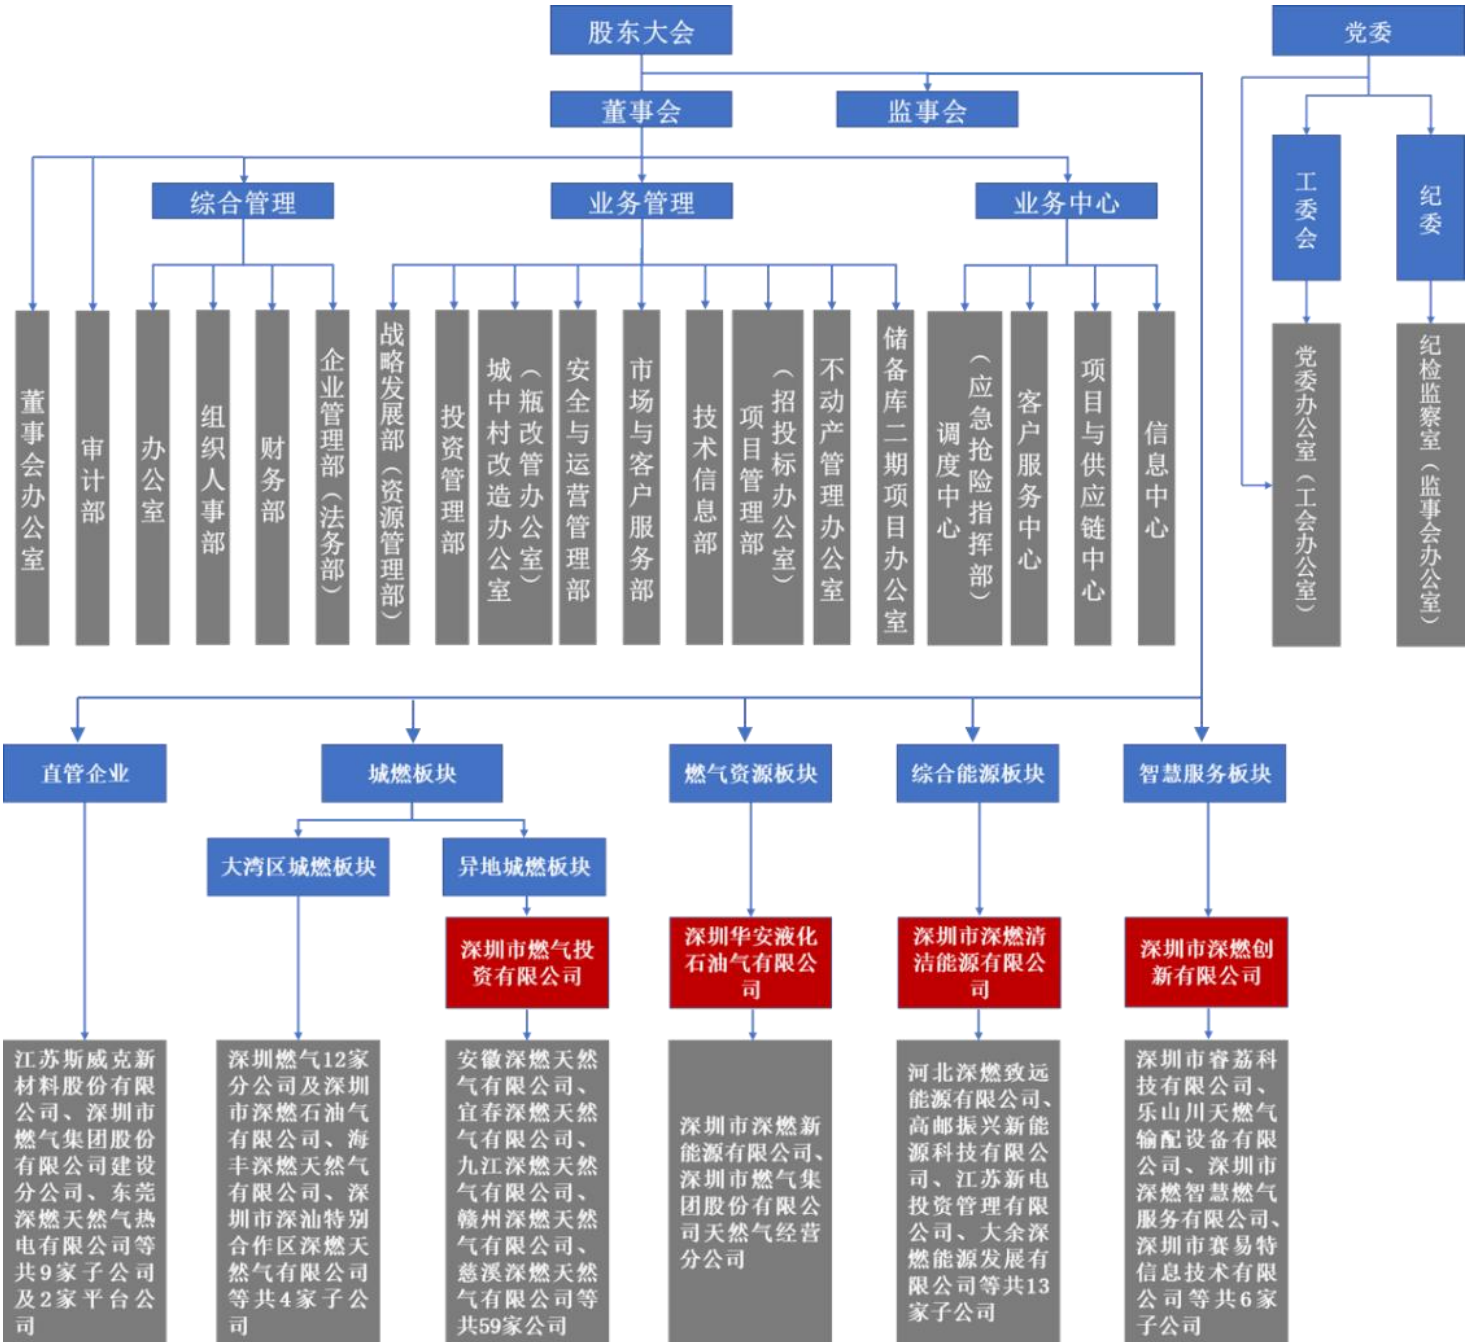 股东大会
党委
董事会
监事会
综合管理
业务管理
业务中心
工委会
纪委
董事会办公室
审计部
办公室
组织人事部
财务部
企业管理部（法务部）
战略发展部（资源管理部）
投资管理部
（瓶改管办公室）
城中村改造办公室
安全与运营管理部
市场与客户服务部
技术信息部
（招投标办公室）
项目管理部
不动产管理办公室
储备库二期项目办公室
（应急抢险指挥部）
调度中心
客户服务中心
项目与供应链中心
信息中心
党委办公室（工会办公室）
纪检监察室（监事会办公室）
直管企业
城燃板块
燃气资源板块
综合能源板块
智慧服务板块
大湾区城燃板块
异地城燃板块
深圳市燃气投
资有限公司
深圳华安液化
石油气有限公
司
深圳市深燃清
洁能源有限公
司
深圳市深燃创
新有限公司
江苏斯威克新
材料股份有限
公司、深圳市
燃气集团股份
有限公司建设
分公司、东莞
深燃天然气热
电有限公司等
共9家子公司
及2家平台公
司
深圳燃气12家
分公司及深圳
市深燃石油气
有限公司、海
丰深燃天然气
有限公司、深
圳市深汕特别
合作区深燃天
然气有限公司
等共4家子公
司
安徽深燃天然
气有限公司、
宜春深燃天然
气有限公司、
九江深燃天然
气有限公司、
赣州深燃天然
气有限公司、
慈溪深燃天然
气有限公司等
共59家公司
深圳市深燃新
能源有限公司、
深圳市燃气集
团股份有限公
司天然气经营
分公司
河北深燃致远
能源有限公司、
高邮振兴新能
源科技有限公
司、江苏新电
投资管理有限
公司、大余深
燃能源发展有
限公司等共13
家子公司
深圳市睿荔科
技有限公司、
乐山川天燃气
输配设备有限
公司、深圳市
深燃智慧燃气
服务有限公司、
深圳市赛易特
信息技术有限
公司等共6家
子公司